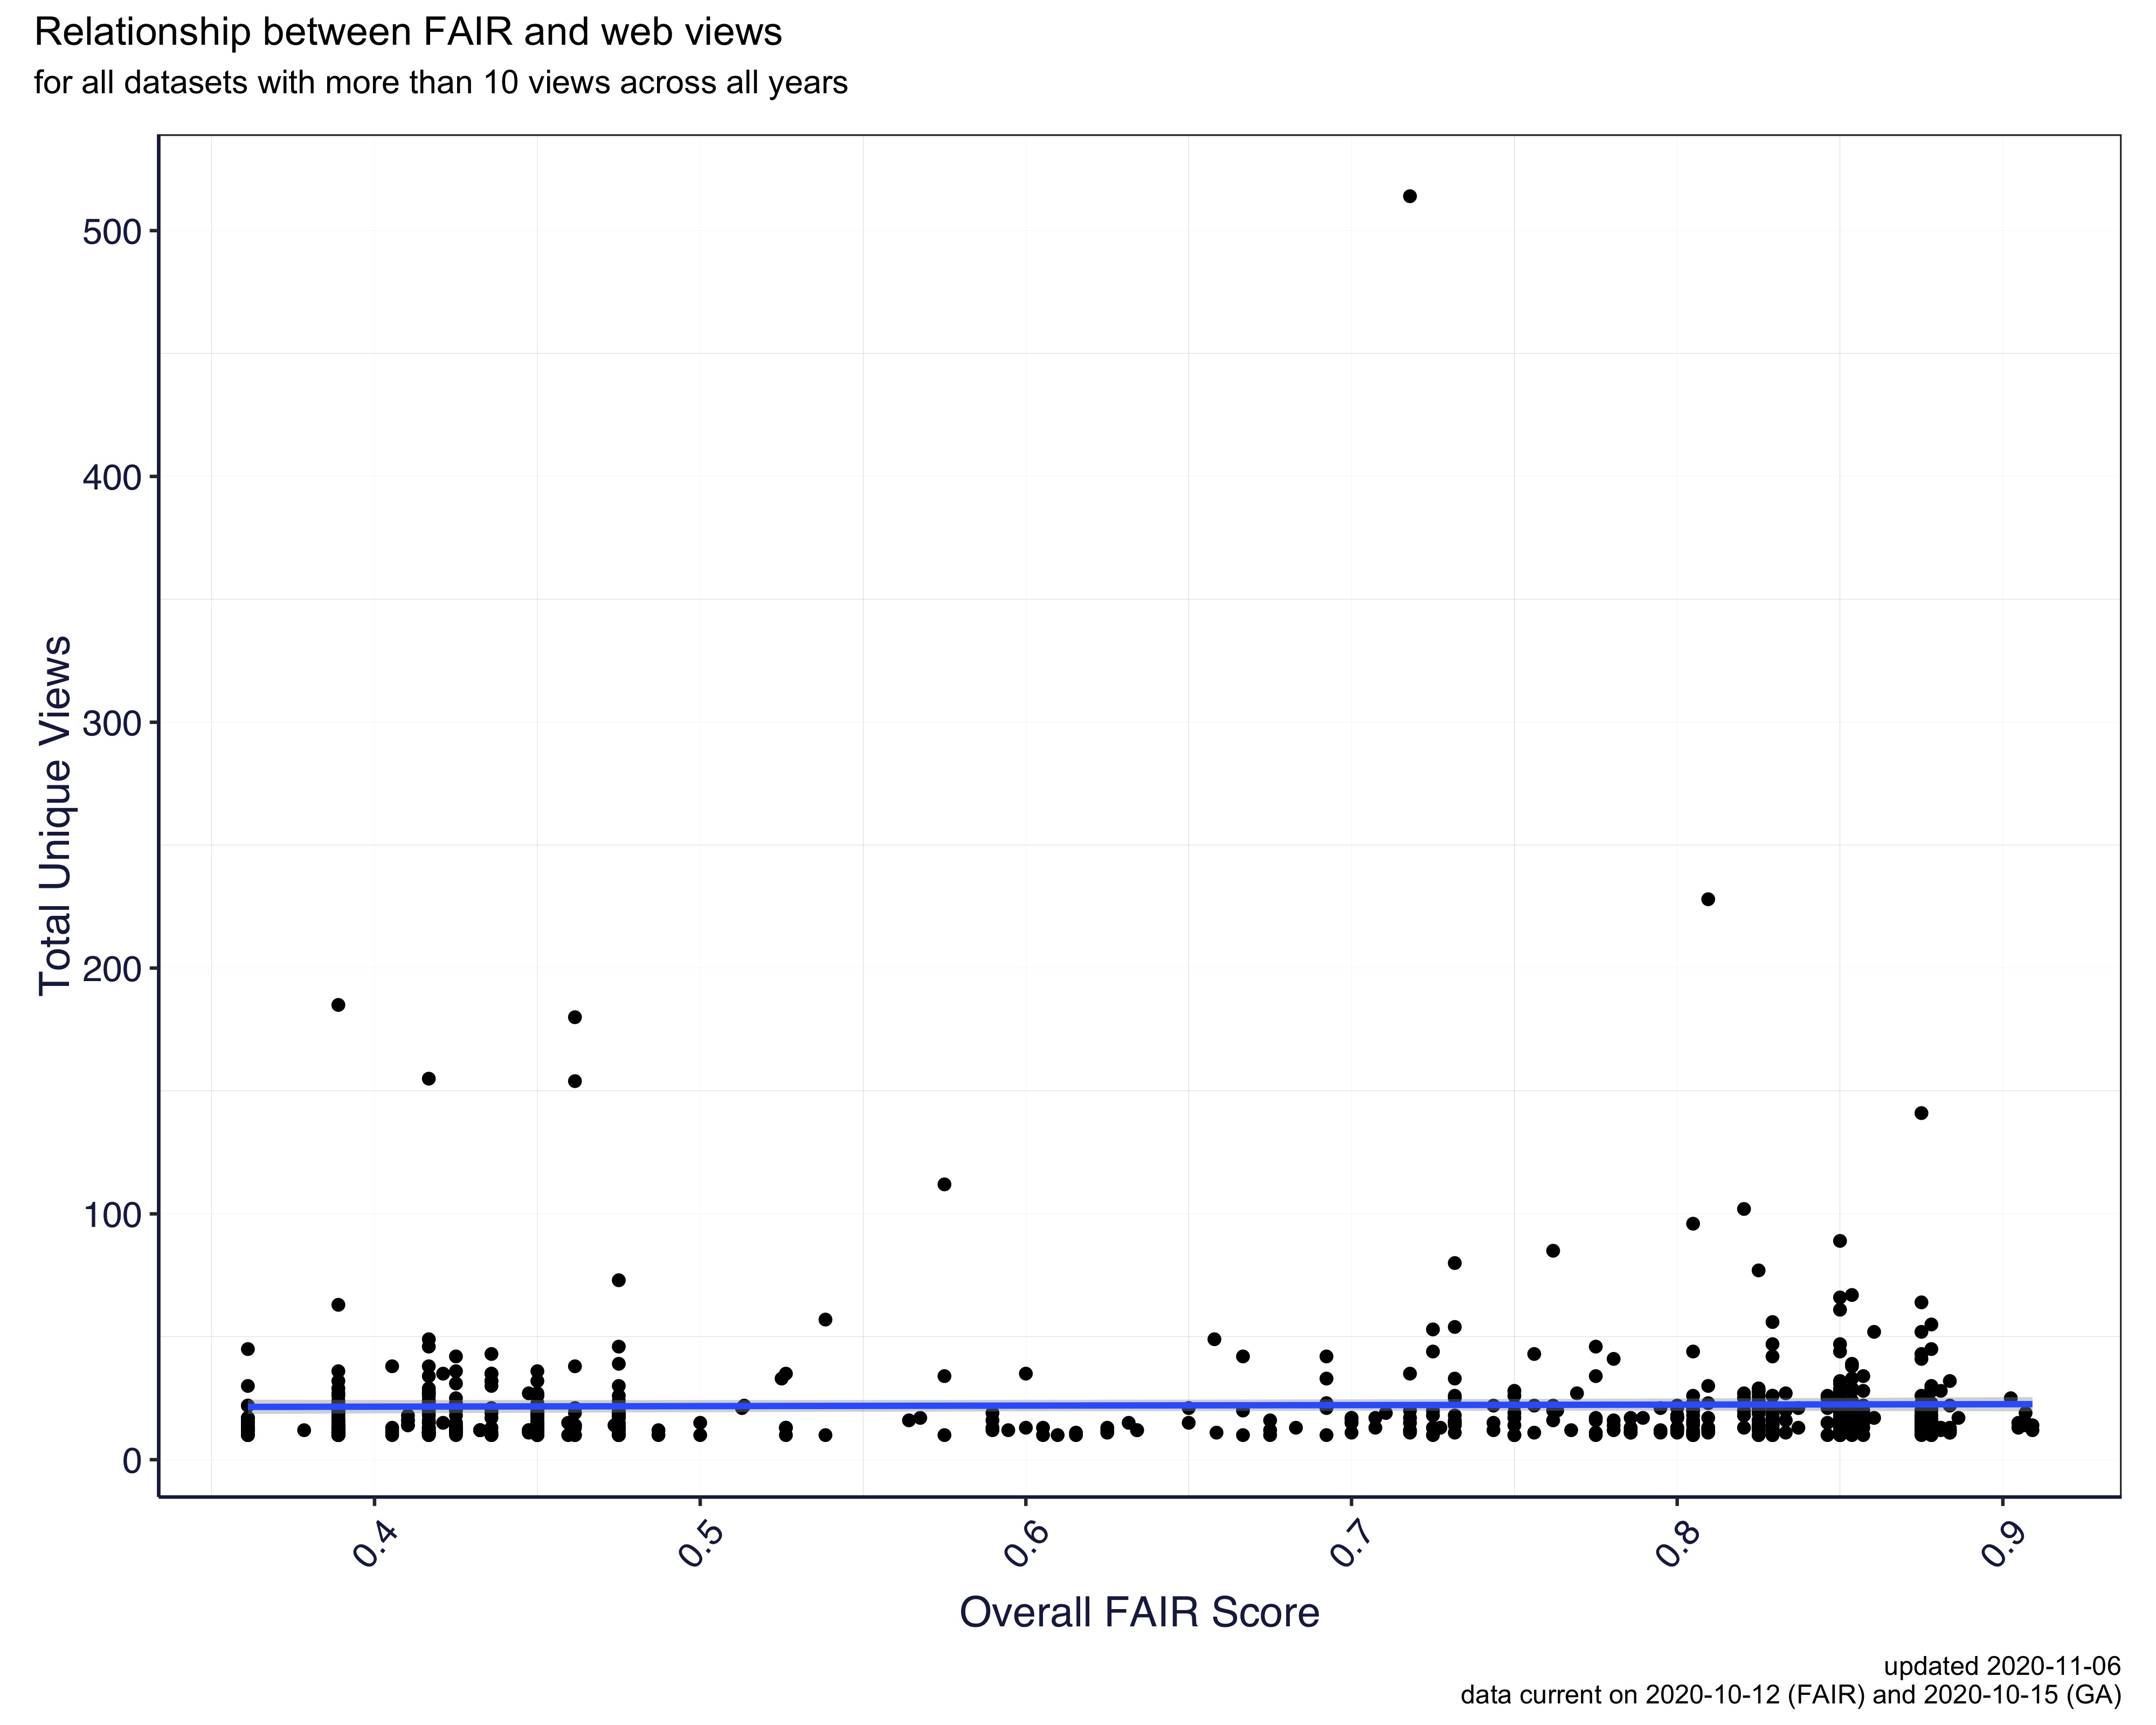 Relationship between FAIR and web views
for all datasets with more than 10 views across all years
Total Unique Views
500
400
300
200
100
0
0.4
0.5
0.6
0.7
0.8
0.9
Overall FAIR Score
updated 2020-11-06
data current on 2020-10-12 (FAIR) and 2020-10-15 (GA)